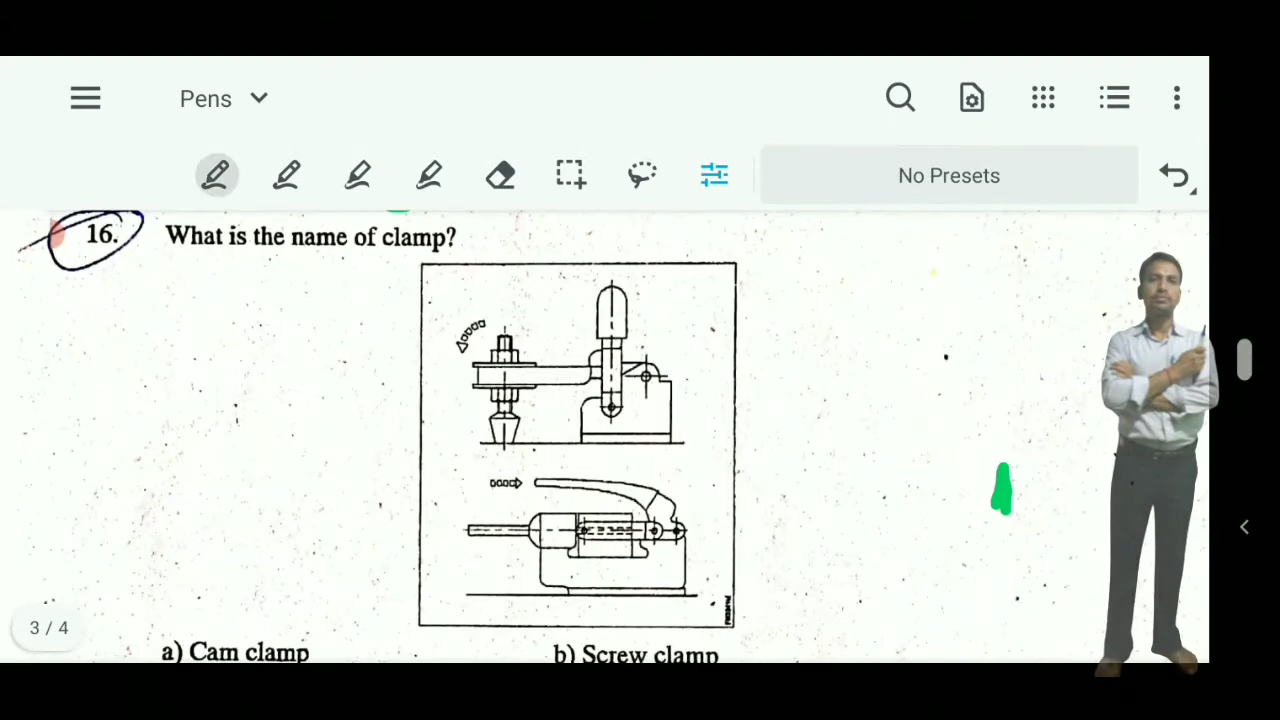 Pens
No Presets
16. What is the name of clamp?
3 / 4
a) Cam clamp
b) Screw clamp